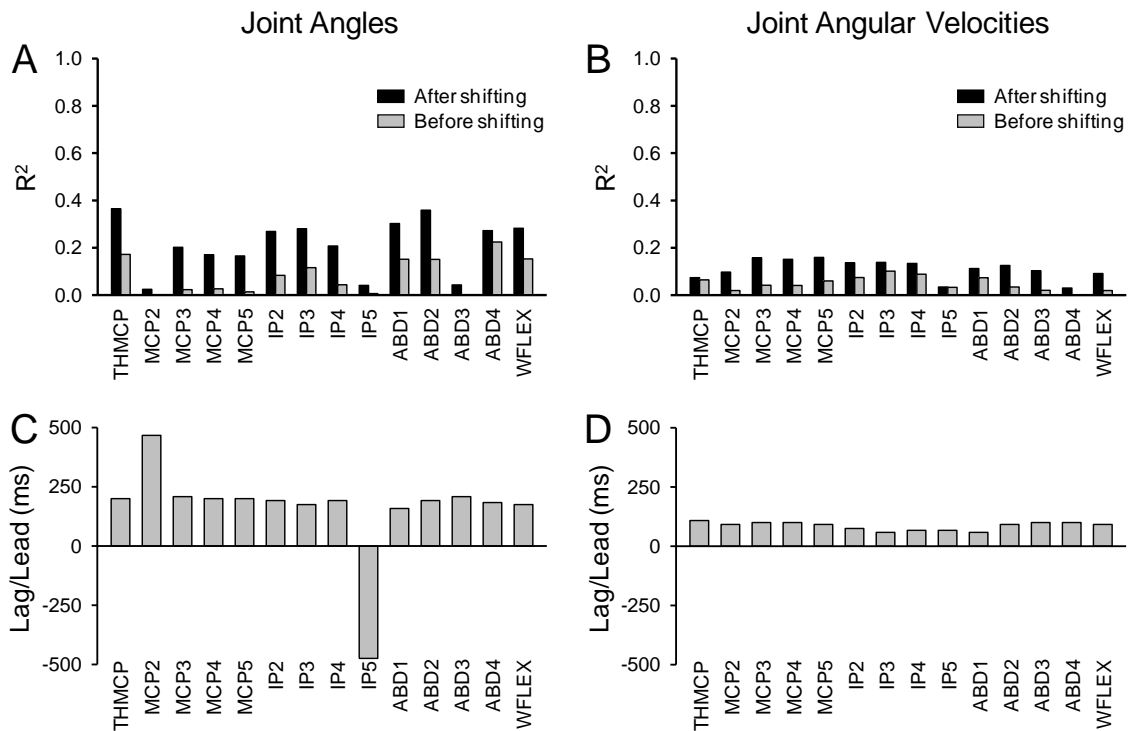 Joint Angles
A
1.0
0.8
0.6
0.4
0.2
0.0
R2
After shifting
Before shifting
THMCP
MCP2
MCP3
MCP4
MCP5
IP2
IP3
IP4
IP5
ABD1
ABD2
ABD3
ABD4
WFLEX
Joint Angular Velocities
B
1.0
0.8
0.6
0.4
0.2
0.0
R2
After shifting
Before shifting
THMCP
MCP2
MCP3
MCP4
MCP5
IP2
IP3
IP4
IP5
ABD1
ABD2
ABD3
ABD4
WFLEX
C
500
250
0
-250
-500
Lag/Lead (ms)
THMCP
MCP2
MCP3
MCP4
MCP5
IP2
IP3
IP4
IP5
ABD1
ABD2
ABD3
ABD4
WFLEX
D
500
250
0
-250
-500
Lag/Lead (ms)
THMCP
MCP2
MCP3
MCP4
MCP5
IP2
IP3
IP4
IP5
ABD1
ABD2
ABD3
ABD4
WFLEX